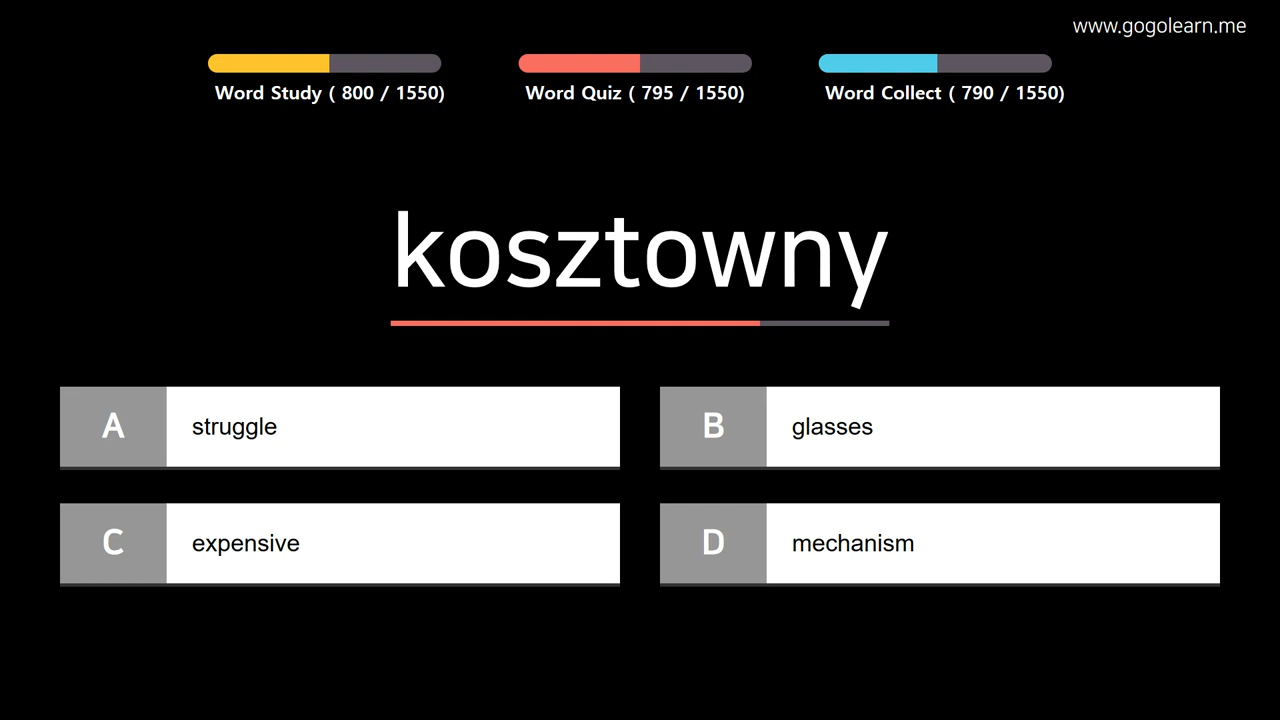 www.gogolearn.me
Word Study ( 800 / 1550)
Word Quiz ( 795 / 1550)
Word Collect ( 790 / 1550)
kosztowny
A struggle
B glasses
C expensive
D mechanism